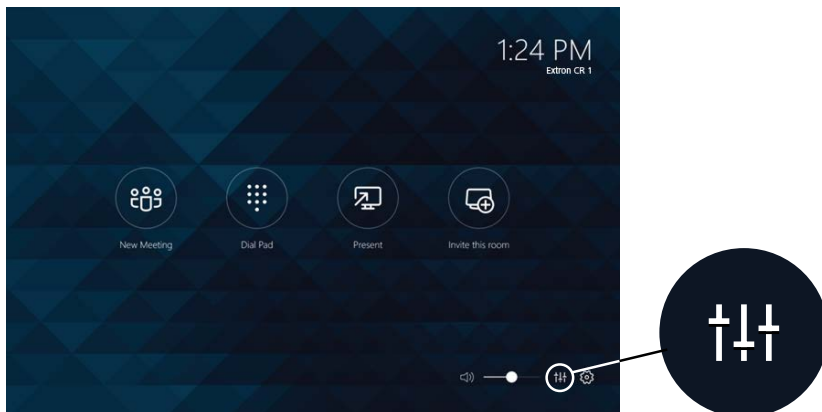 1:24 PM
Extron CR 1
New Meeting
Dial Pad
Present
Invite this room